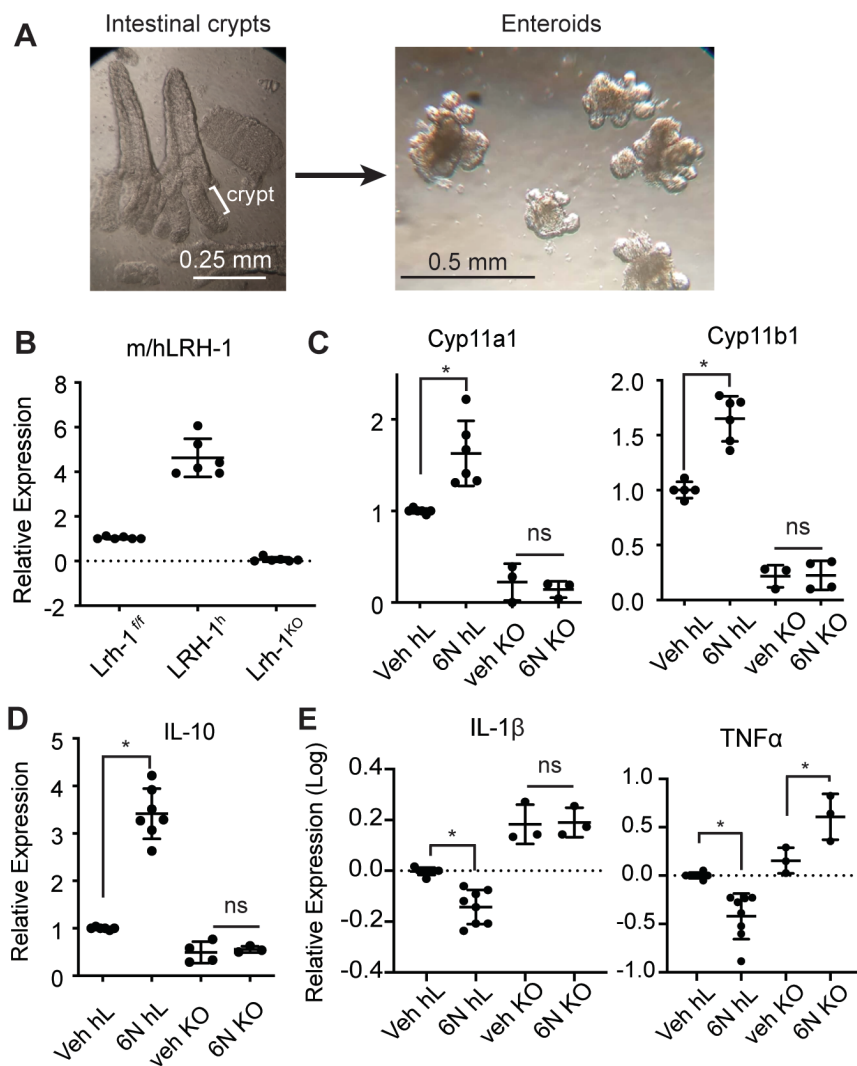 A
Intestinal crypts
Enteroids
crypt
0.25 mm
0.5 mm
B
m/hLRH-1
Relative Expression
8
6
4
2
0
-2
Lrh-1f/f
LRH-1h
Lrh-1KO
C
Cyp11a1
*
ns
2
1
0
Veh hL
6N hL
veh KO
6N KO
Cyp11b1
*
ns
2.0
1.5
1.0
0.5
0.0
Veh hL
6N hL
veh KO
6N KO
D
IL-10
Relative Expression
*
ns
5
4
3
2
1
0
Veh hL
6N hL
veh KO
6N KO
E
IL-1β
Relative Expression (Log)
*
ns
0.4
0.2
0.0
-0.2
-0.4
Veh hL
6N hL
veh KO
6N KO
TNFα
*
*
1.0
0.5
0.0
-0.5
-1.0
Veh hL
6N hL
veh KO
6N KO